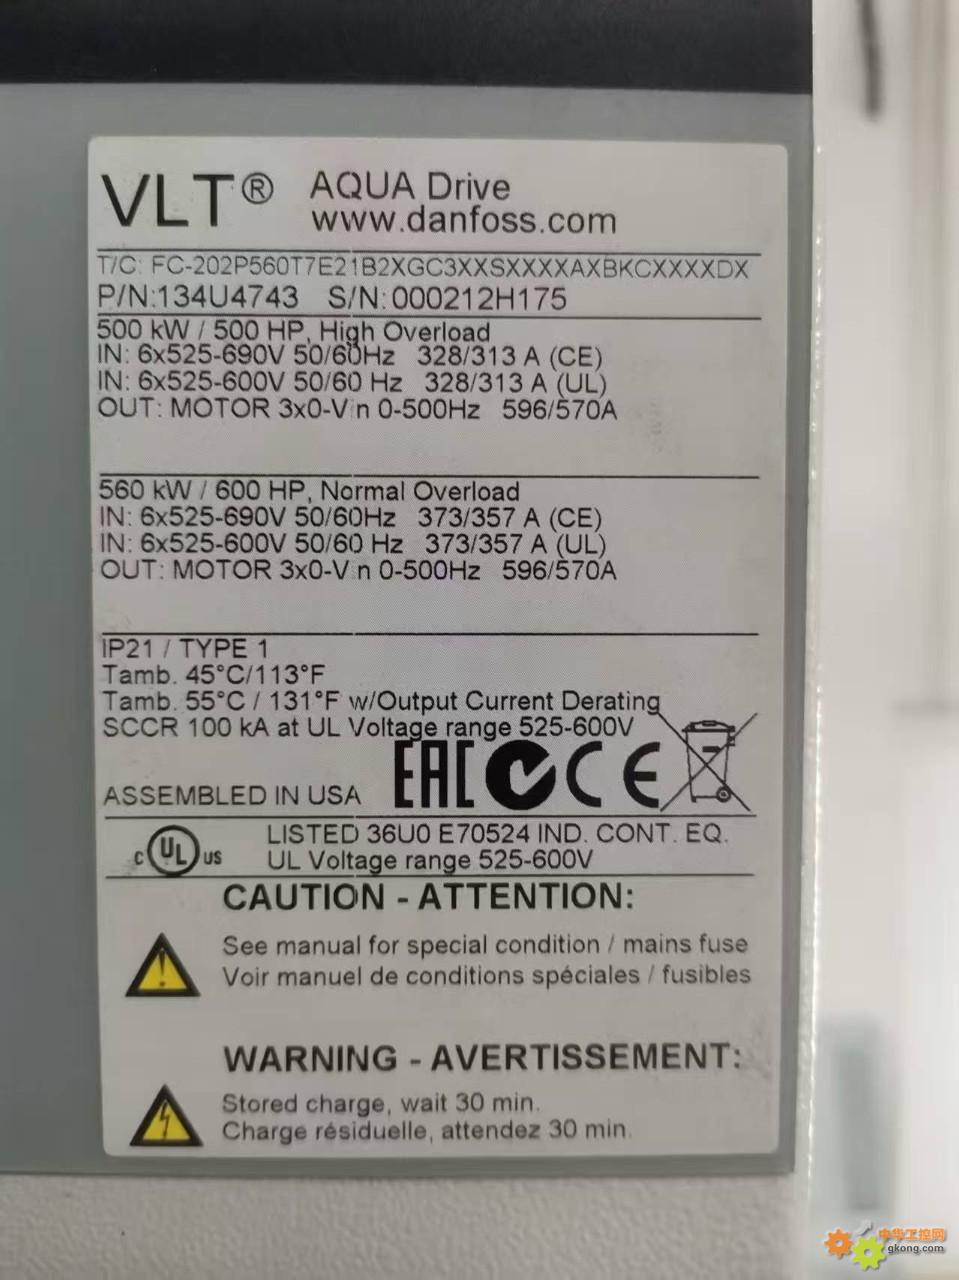 VLT® AQUA Drive
www.danfoss.com
T/C: FC-202P560T7E21B2XGC3XXSXXXXAXBKCXXXXDX
P/N:134U4743 S/N:000212H175
500 kW / 500 HP, High Overload
IN: 6x525-690V 50/60Hz 328/313 A (CE)
IN: 6x525-600V 50/60 Hz 328/313 A (UL)
OUT: MOTOR 3x0-Vin 0-500Hz 596/570A
560 kW / 600 HP, Normal Overload
IN: 6x525-690V 50/60Hz 373/357 A (CE)
IN: 6x525-600V 50/60 Hz 373/357 A (UL)
OUT: MOTOR 3x0-Vin 0-500Hz 596/570A
IP21 / TYPE 1
Tamb. 45°C/113°F
Tamb. 55°C / 131°F w/Output Current Derating
SCCR 100 kA at UL Voltage range 525-600V
EAC CE
ASSEMBLED IN USA
c UL US LISTED 36U0 E70524 IND. CONT. EQ.
UL Voltage range 525-600V
CAUTION - ATTENTION:
See manual for special condition / mains fuse
Voir manuel de conditions spéciales / fusibles
WARNING - AVERTISSEMENT:
Stored charge, wait 30 min.
Charge résiduelle, attendez 30 min.
中华工控网
gkong.com